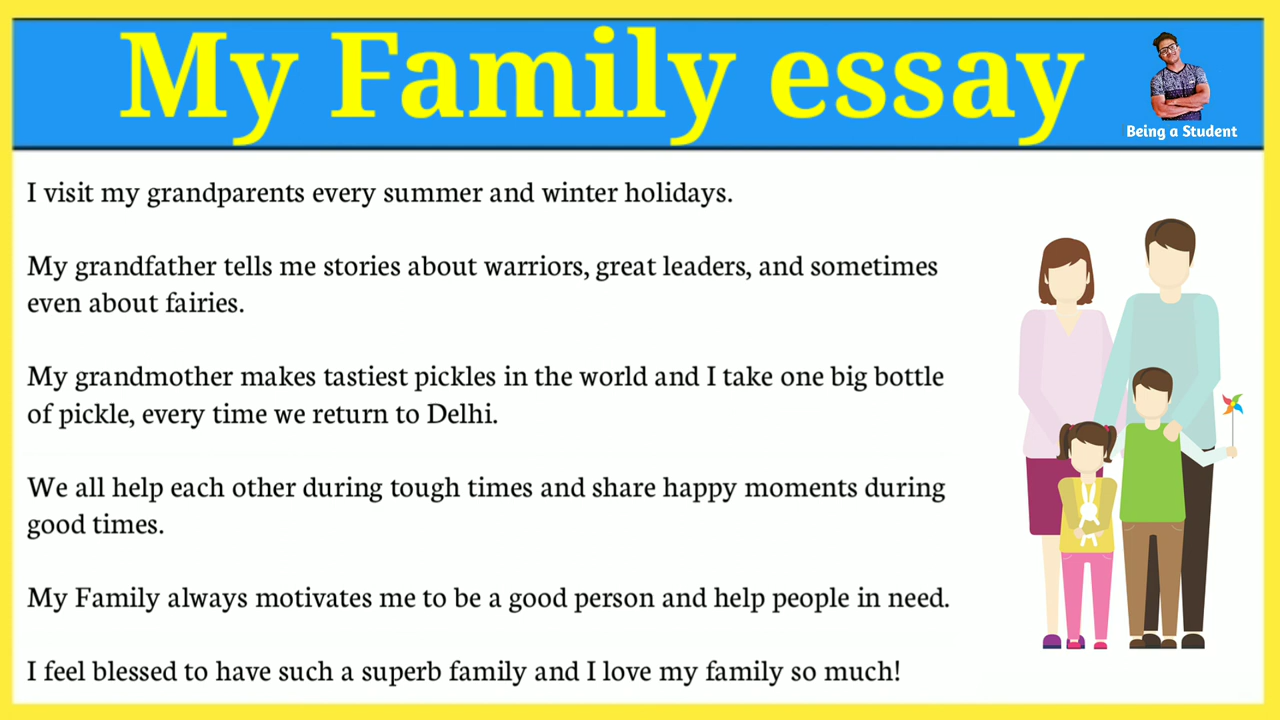 My Family essay
Being a Student
I visit my grandparents every summer and winter holidays.
My grandfather tells me stories about warriors, great leaders, and sometimes
even about fairies.
My grandmother makes tastiest pickles in the world and I take one big bottle
of pickle, every time we return to Delhi.
We all help each other during tough times and share happy moments during
good times.
My Family always motivates me to be a good person and help people in need.
I feel blessed to have such a superb family and I love my family so much!